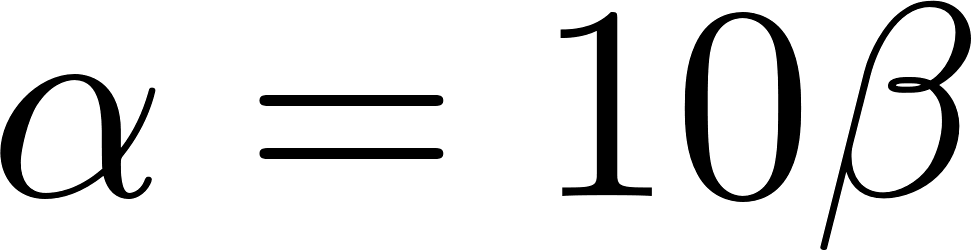 α = 10β